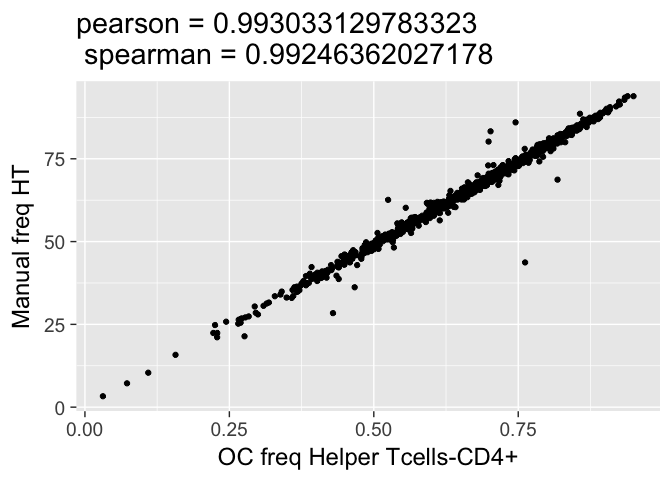 pearson = 0.993033129783323
spearman = 0.99246362027178
Manual freq HT
75
50
25
0
0.00 0.25 0.50 0.75
OC freq Helper Tcells-CD4+